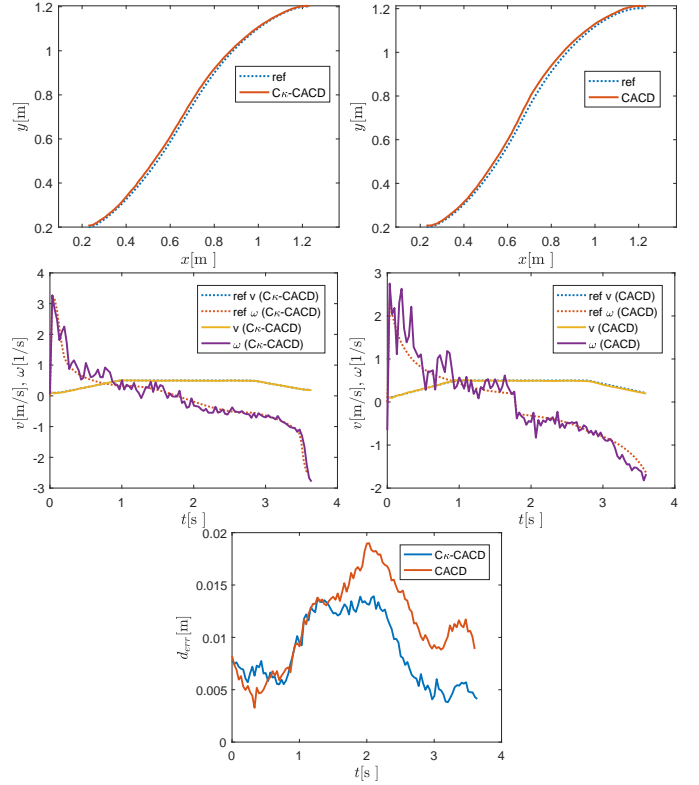 1.2
1
0.8
0.6
0.4
0.2
y[m]
ref
Cκ-CACD
0.2 0.4 0.6 0.8 1 1.2
x[m ]
1.2
1
0.8
0.6
0.4
0.2
y[m]
ref
CACD
0.2 0.4 0.6 0.8 1 1.2
x[m ]
4
3
2
1
0
-1
-2
-3
v[m/s], ω[1/s]
ref v (Cκ-CACD)
ref ω (Cκ-CACD)
v (Cκ-CACD)
ω (Cκ-CACD)
0 1 2 3 4
t[s ]
3
2
1
0
-1
-2
v[m/s], ω[1/s]
ref v (CACD)
ref ω (CACD)
v (CACD)
ω (CACD)
0 1 2 3 4
t[s ]
0.02
0.015
0.01
0.005
0
d_err[m]
Cκ-CACD
CACD
0 1 2 3 4
t[s ]